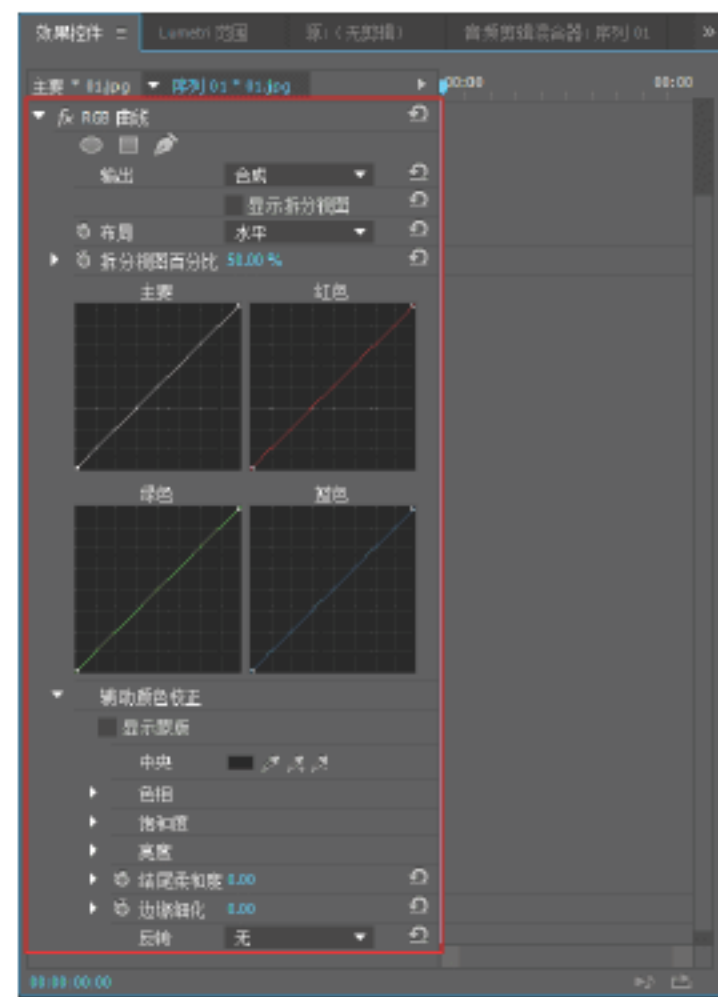 效果控件 Lumetri 范围 源:(无剪辑) 音频剪辑混合器:序列 01
主要 * 01.jpg 序列 01 * 01.jpg 00:00 00:00
fx RGB 曲线
输出 合成
显示拆分视图
布局 水平
拆分视图百分比 50.00 %
主要 红色
绿色 蓝色
辅助颜色校正
显示蒙版
中央
色相
饱和度
亮度
结尾柔和度 0.00
边缘细化 0.00
反转 无
00:00:00:00